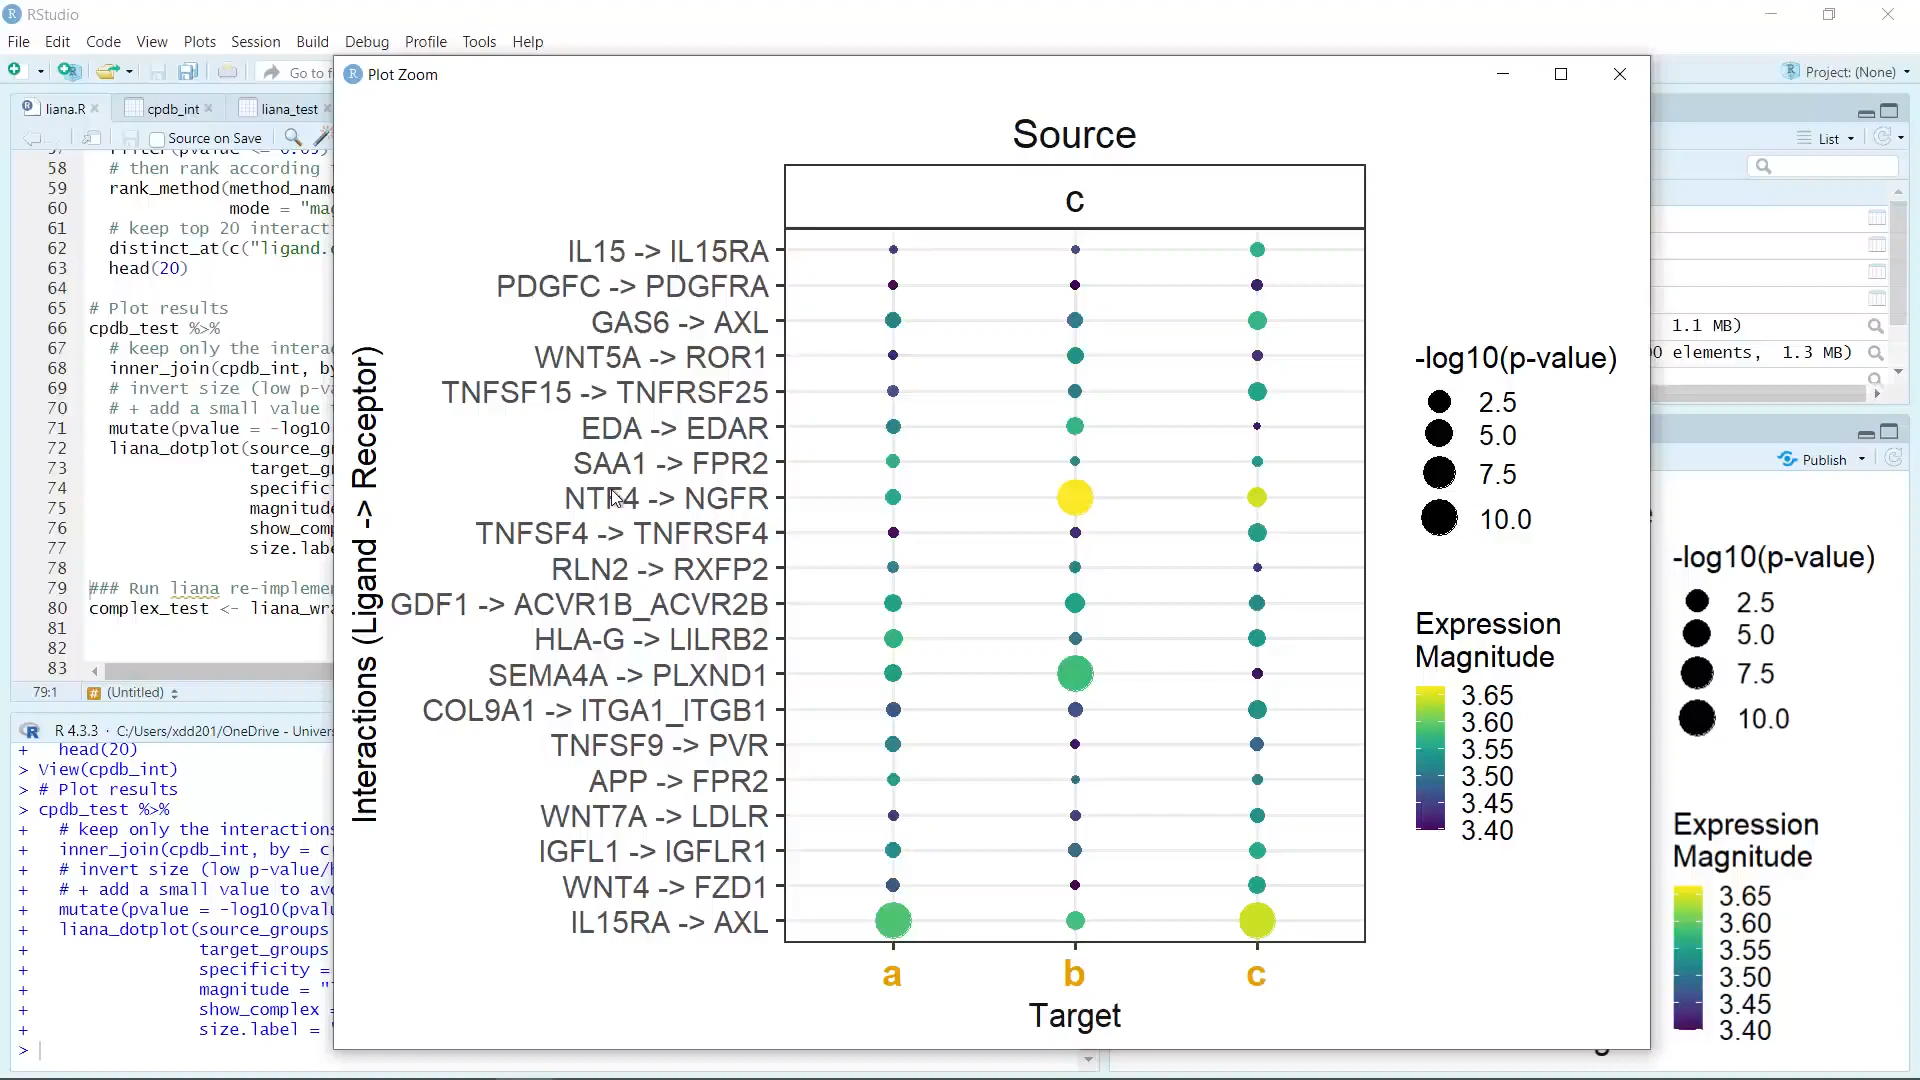 RStudio
File Edit Code View Plots Session Build Debug Profile Tools Help
Go to f
Project: (None)
liana.R cpdb_int liana_test
Source on Save
58 # then rank according
59 rank_method(method_name
60 mode = "mag
61 # keep top 20 interact
62 distinct_at(c("ligand.c
63 head(20)
64
65 # Plot results
66 cpdb_test %>%
67 # keep only the interac
68 inner_join(cpdb_int, by
69 # invert size (low p-va
70 # + add a small value
71 mutate(pvalue = -log10
72 liana_dotplot(source_gr
73 target_gr
74 specific
75 magnitude
76 show_comp
77 size.labe
78
79 ### Run liana re-implemen
80 complex_test <- liana_wra
81
82
83
79:1 # (Untitled)
R 4.3.3 · C:/Users/xdd201/OneDrive - Univers
+ head(20)
> View(cpdb_int)
> # Plot results
> cpdb_test %>%
+ # keep only the interactions
+ inner_join(cpdb_int, by = c
+ # invert size (low p-value/h
+ # + add a small value to avo
+ mutate(pvalue = -log10(pvalu
+ liana_dotplot(source_groups
+ target_groups
+ specificity =
+ magnitude = "
+ show_complex =
+ size.label = "
>
Plot Zoom
Source
c
Interactions (Ligand -> Receptor)
IL15 -> IL15RA
PDGFC -> PDGFRA
GAS6 -> AXL
WNT5A -> ROR1
TNFSF15 -> TNFRSF25
EDA -> EDAR
SAA1 -> FPR2
NTF4 -> NGFR
TNFSF4 -> TNFRSF4
RLN2 -> RXFP2
GDF1 -> ACVR1B_ACVR2B
HLA-G -> LILRB2
SEMA4A -> PLXND1
COL9A1 -> ITGA1_ITGB1
TNFSF9 -> PVR
APP -> FPR2
WNT7A -> LDLR
IGFL1 -> IGFLR1
WNT4 -> FZD1
IL15RA -> AXL
a b c
Target
-log10(p-value)
2.5
5.0
7.5
10.0
Expression
Magnitude
3.65
3.60
3.55
3.50
3.45
3.40
List
1.1 MB)
0 elements, 1.3 MB)
Publish
-log10(p-value)
2.5
5.0
7.5
10.0
Expression
Magnitude
3.65
3.60
3.55
3.50
3.45
3.40